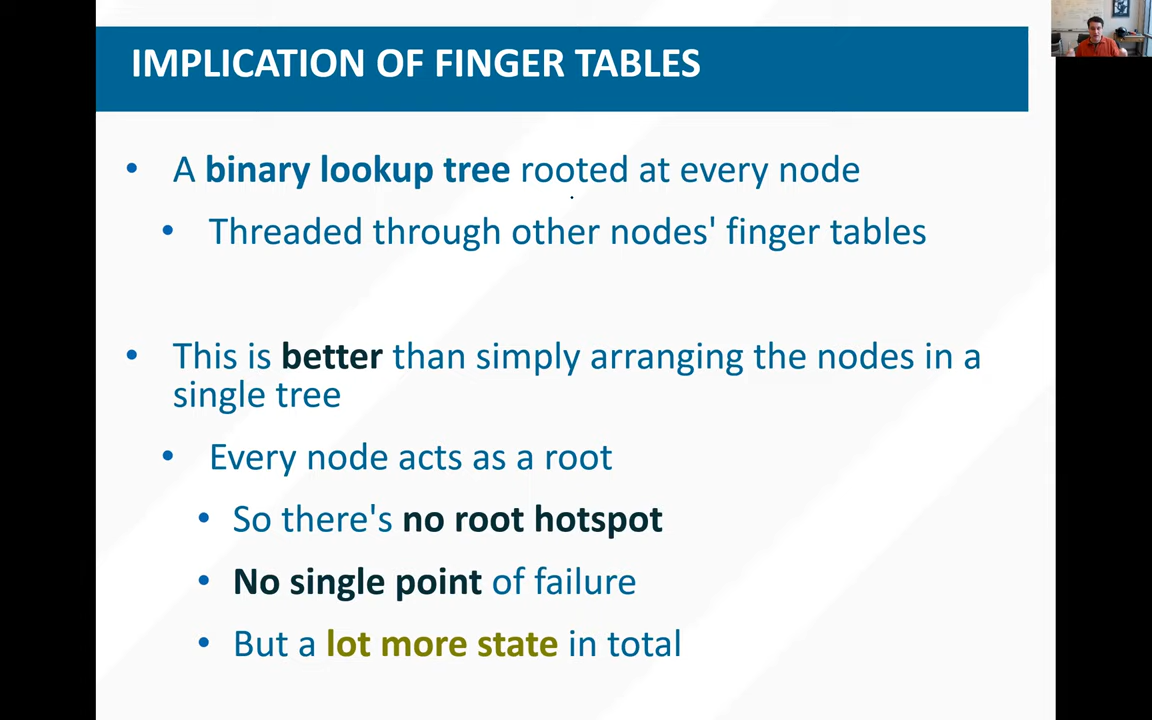 IMPLICATION OF FINGER TABLES
• A binary lookup tree rooted at every node
• Threaded through other nodes' finger tables
• This is better than simply arranging the nodes in a
single tree
• Every node acts as a root
• So there's no root hotspot
• No single point of failure
• But a lot more state in total